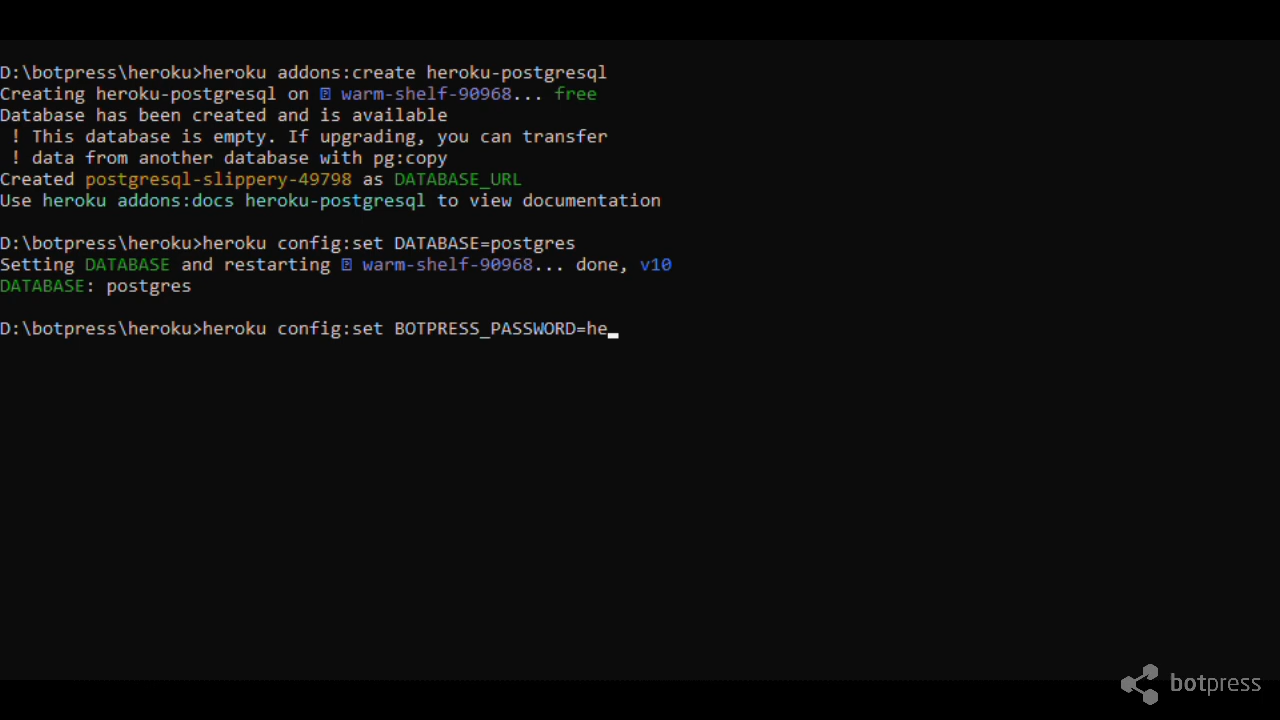 D:\botpress\heroku>heroku addons:create heroku-postgresql
Creating heroku-postgresql on ⍰ warm-shelf-90968... free
Database has been created and is available
 ! This database is empty. If upgrading, you can transfer
 ! data from another database with pg:copy
Created postgresql-slippery-49798 as DATABASE_URL
Use heroku addons:docs heroku-postgresql to view documentation
D:\botpress\heroku>heroku config:set DATABASE=postgres
Setting DATABASE and restarting ⍰ warm-shelf-90968... done, v10
DATABASE: postgres
D:\botpress\heroku>heroku config:set BOTPRESS_PASSWORD=he
botpress